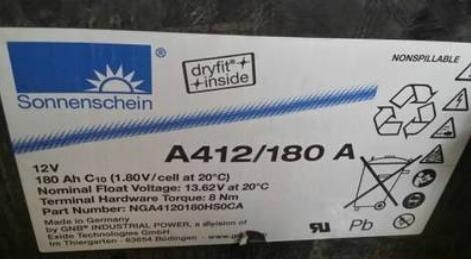 Sonnenschein
®
dryfit®
inside
NONSPILLABLE
A412/180 A
12V
180 Ah C10 (1.80V/cell at 20°C)
Nominal Float Voltage: 13.62V at 20°C
Terminal Hardware Torque: 8 Nm
Part Number: NGA4120180HS0CA
Made in Germany
by GNB® INDUSTRIAL POWER, a division of
Exide Technologies GmbH
Im Thiergarten - 63654 Büdingen
Pb